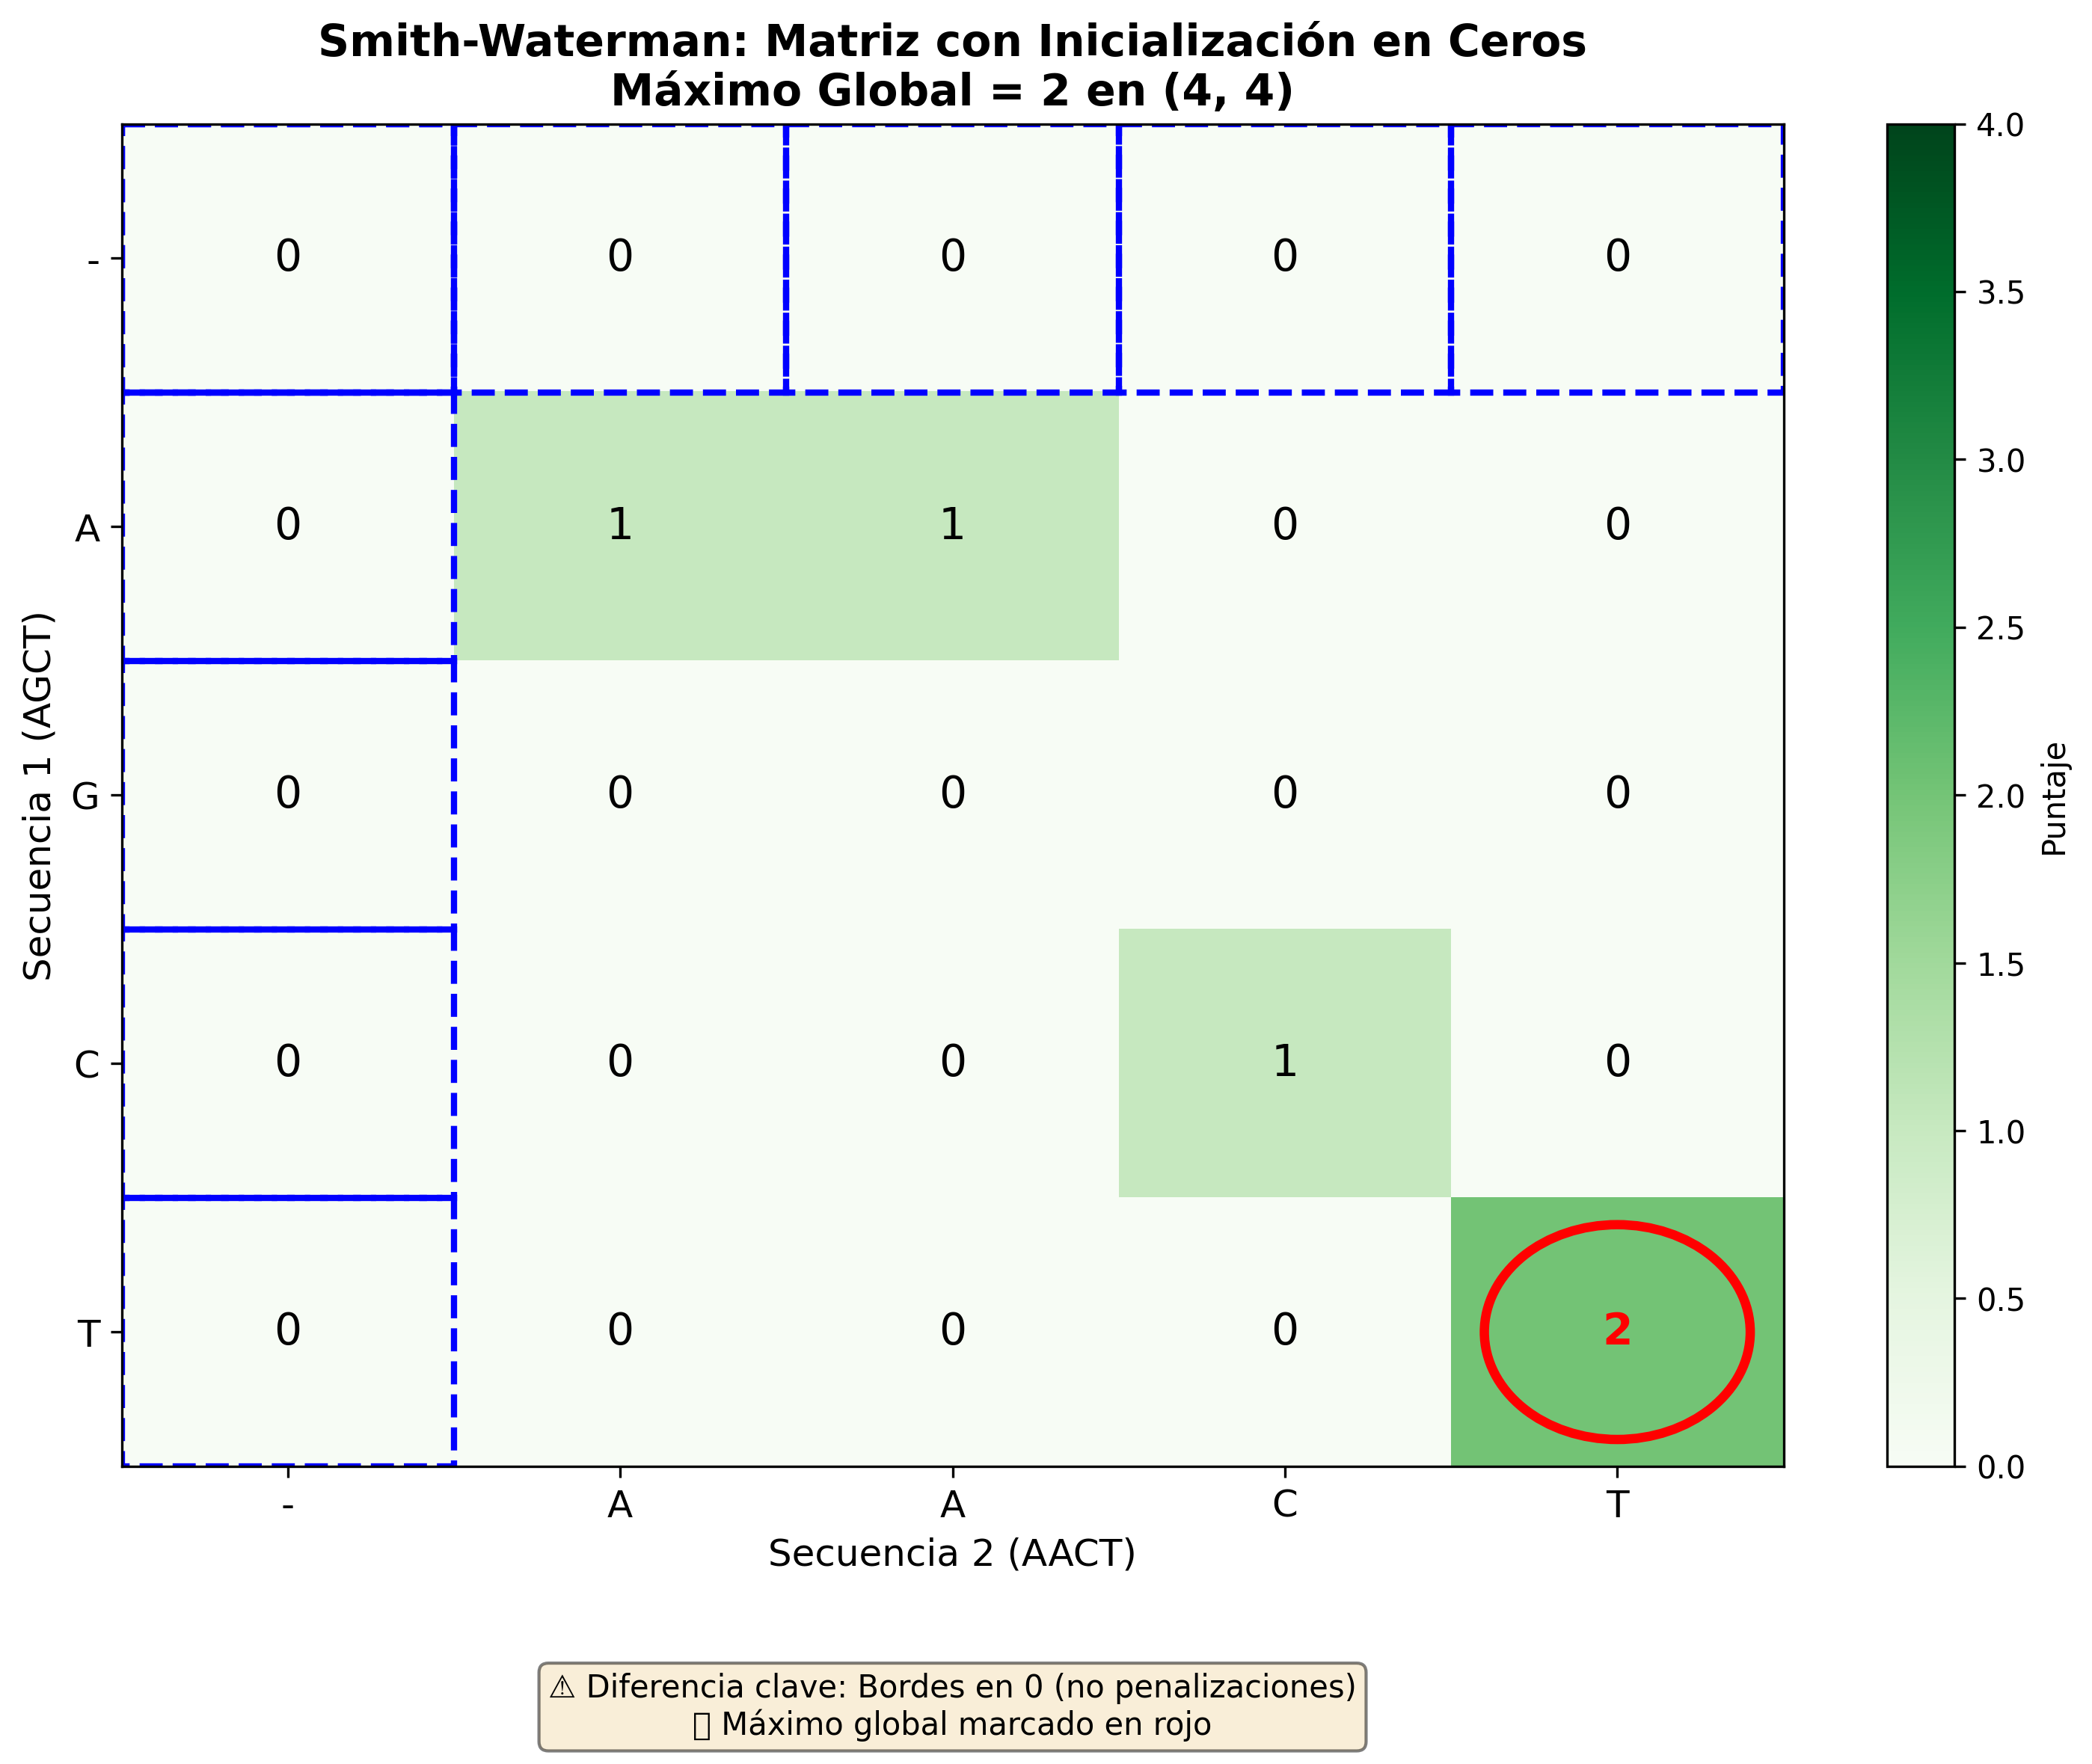 Smith-Waterman: Matriz con Inicialización en Ceros
Máximo Global = 2 en (4, 4)
- 0 0 0 0 0
A 0 1 1 0 0
G 0 0 0 0 0
C 0 0 0 1 0
T 0 0 0 0 2
- A A C T
Secuencia 1 (AGCT)
Secuencia 2 (AACT)
4.0
3.5
3.0
2.5
2.0
1.5
1.0
0.5
0.0
Puntaje
⚠ Diferencia clave: Bordes en 0 (no penalizaciones)
Máximo global marcado en rojo